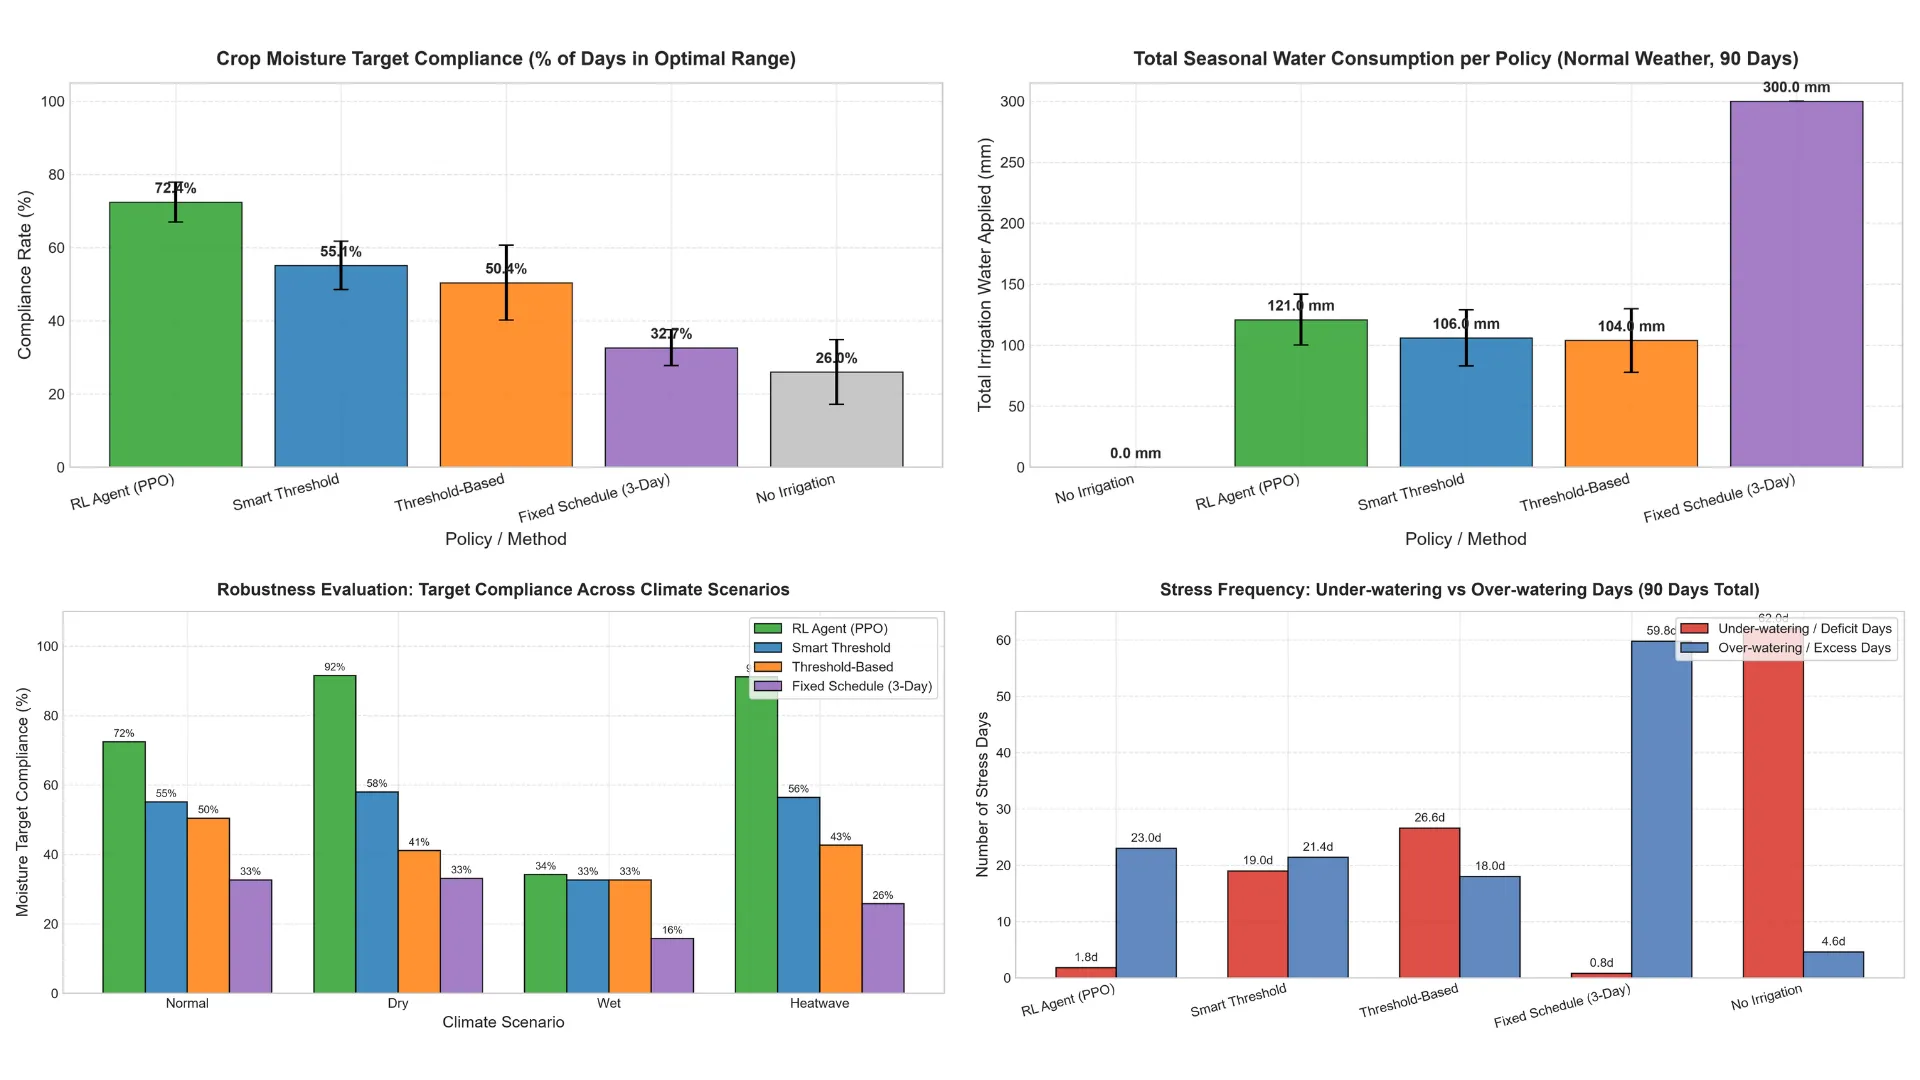 Crop Moisture Target Compliance (% of Days in Optimal Range)
Compliance Rate (%)
100
80
60
40
20
0
72.4%
55.1%
50.4%
32.7%
26.0%
RL Agent (PPO)
Smart Threshold
Threshold-Based
Fixed Schedule (3-Day)
No Irrigation
Policy / Method
Total Seasonal Water Consumption per Policy (Normal Weather, 90 Days)
Total Irrigation Water Applied (mm)
300
250
200
150
100
50
0
0.0 mm
121.0 mm
106.0 mm
104.0 mm
300.0 mm
No Irrigation
RL Agent (PPO)
Smart Threshold
Threshold-Based
Fixed Schedule (3-Day)
Policy / Method
Robustness Evaluation: Target Compliance Across Climate Scenarios
Moisture Target Compliance (%)
100
80
60
40
20
0
RL Agent (PPO)
Smart Threshold
Threshold-Based
Fixed Schedule (3-Day)
72%
55%
50%
33%
92%
58%
41%
33%
34%
33%
33%
16%
56%
43%
26%
Normal
Dry
Wet
Heatwave
Climate Scenario
Stress Frequency: Under-watering vs Over-watering Days (90 Days Total)
Number of Stress Days
60
50
40
30
20
10
0
Under-watering / Deficit Days
Over-watering / Excess Days
1.8d
23.0d
19.0d
21.4d
26.6d
18.0d
0.8d
59.8d
4.6d
RL Agent (PPO)
Smart Threshold
Threshold-Based
Fixed Schedule (3-Day)
No Irrigation